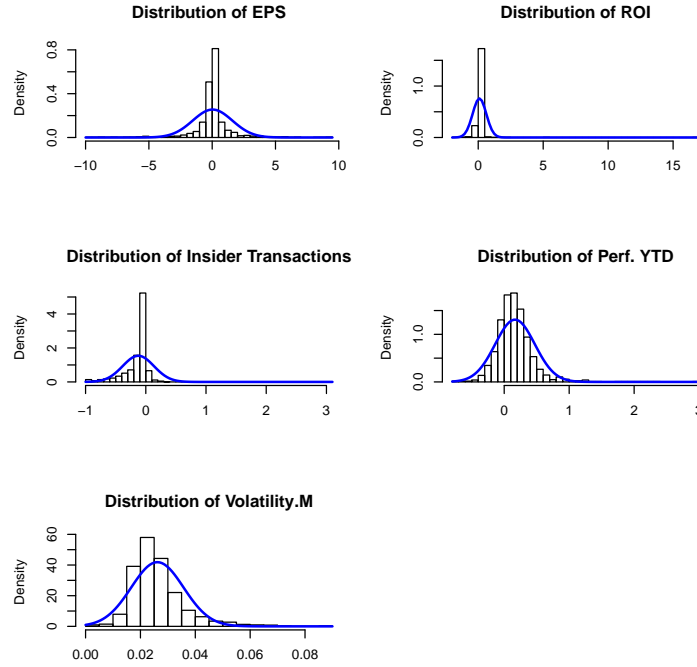 Distribution of EPS
Density
0.0 0.4 0.8
−10 −5 0 5 10
Distribution of ROI
Density
0.0 1.0
0 5 10 15
Distribution of Insider Transactions
Density
0 2 4
−1 0 1 2 3
Distribution of Perf. YTD
Density
0.0 1.0
0 1 2 3
Distribution of Volatility.M
Density
0 20 40 60
0.00 0.02 0.04 0.06 0.08